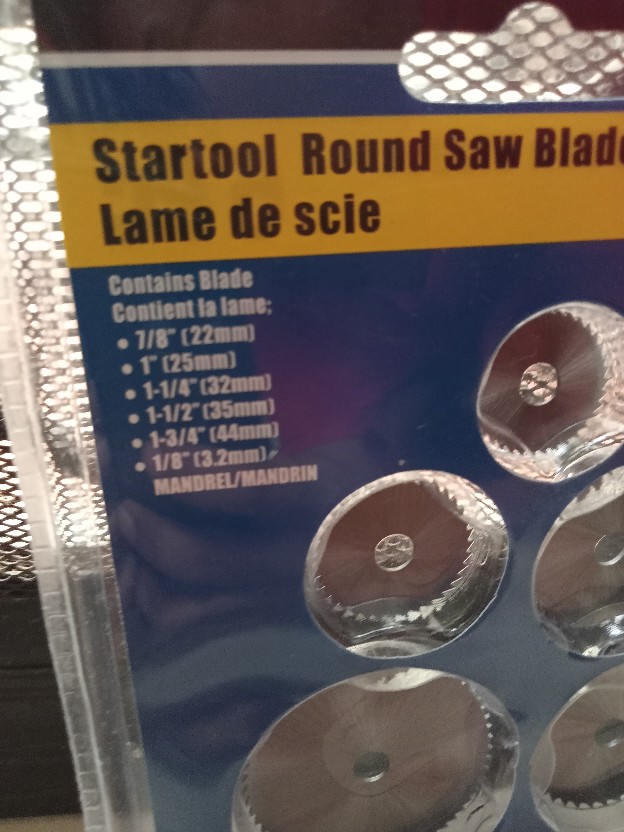 Startool Round Saw Blade
Lame de scie
Contains Blade
Contient la lame;
• 7/8" (22mm)
• 1" (25mm)
• 1-1/4" (32mm)
• 1-1/2" (35mm)
• 1-3/4" (44mm)
• 1/8" (3.2mm)
MANDREL/MANDRIN